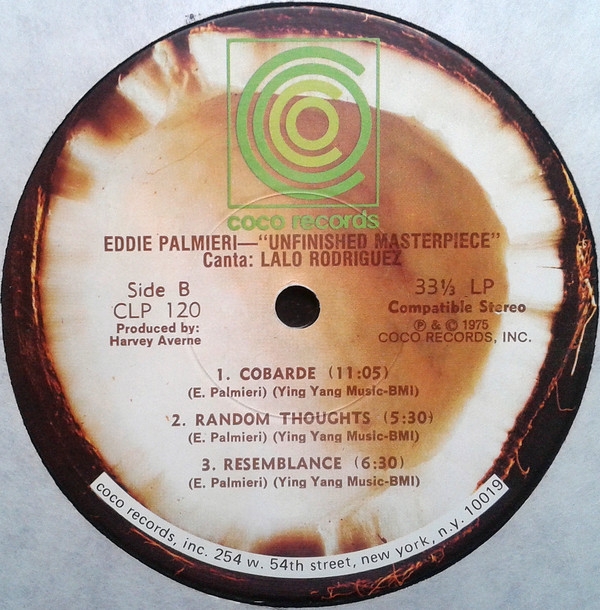 coco records
EDDIE PALMIERI—"UNFINISHED MASTERPIECE"
Canta: LALO RODRIGUEZ
Side B
CLP 120
Produced by:
Harvey Averne
33⅓ LP
Compatible Stereo
℗ & © 1975
COCO RECORDS, INC.
1. COBARDE (11:05)
(E. Palmieri) (Ying Yang Music-BMI)
2. RANDOM THOUGHTS (5:30)
(E. Palmieri) (Ying Yang Music-BMI)
3. RESEMBLANCE (6:30)
(E. Palmieri) (Ying Yang Music-BMI)
coco records, inc. 254 w. 54th street, new york, n.y. 10019